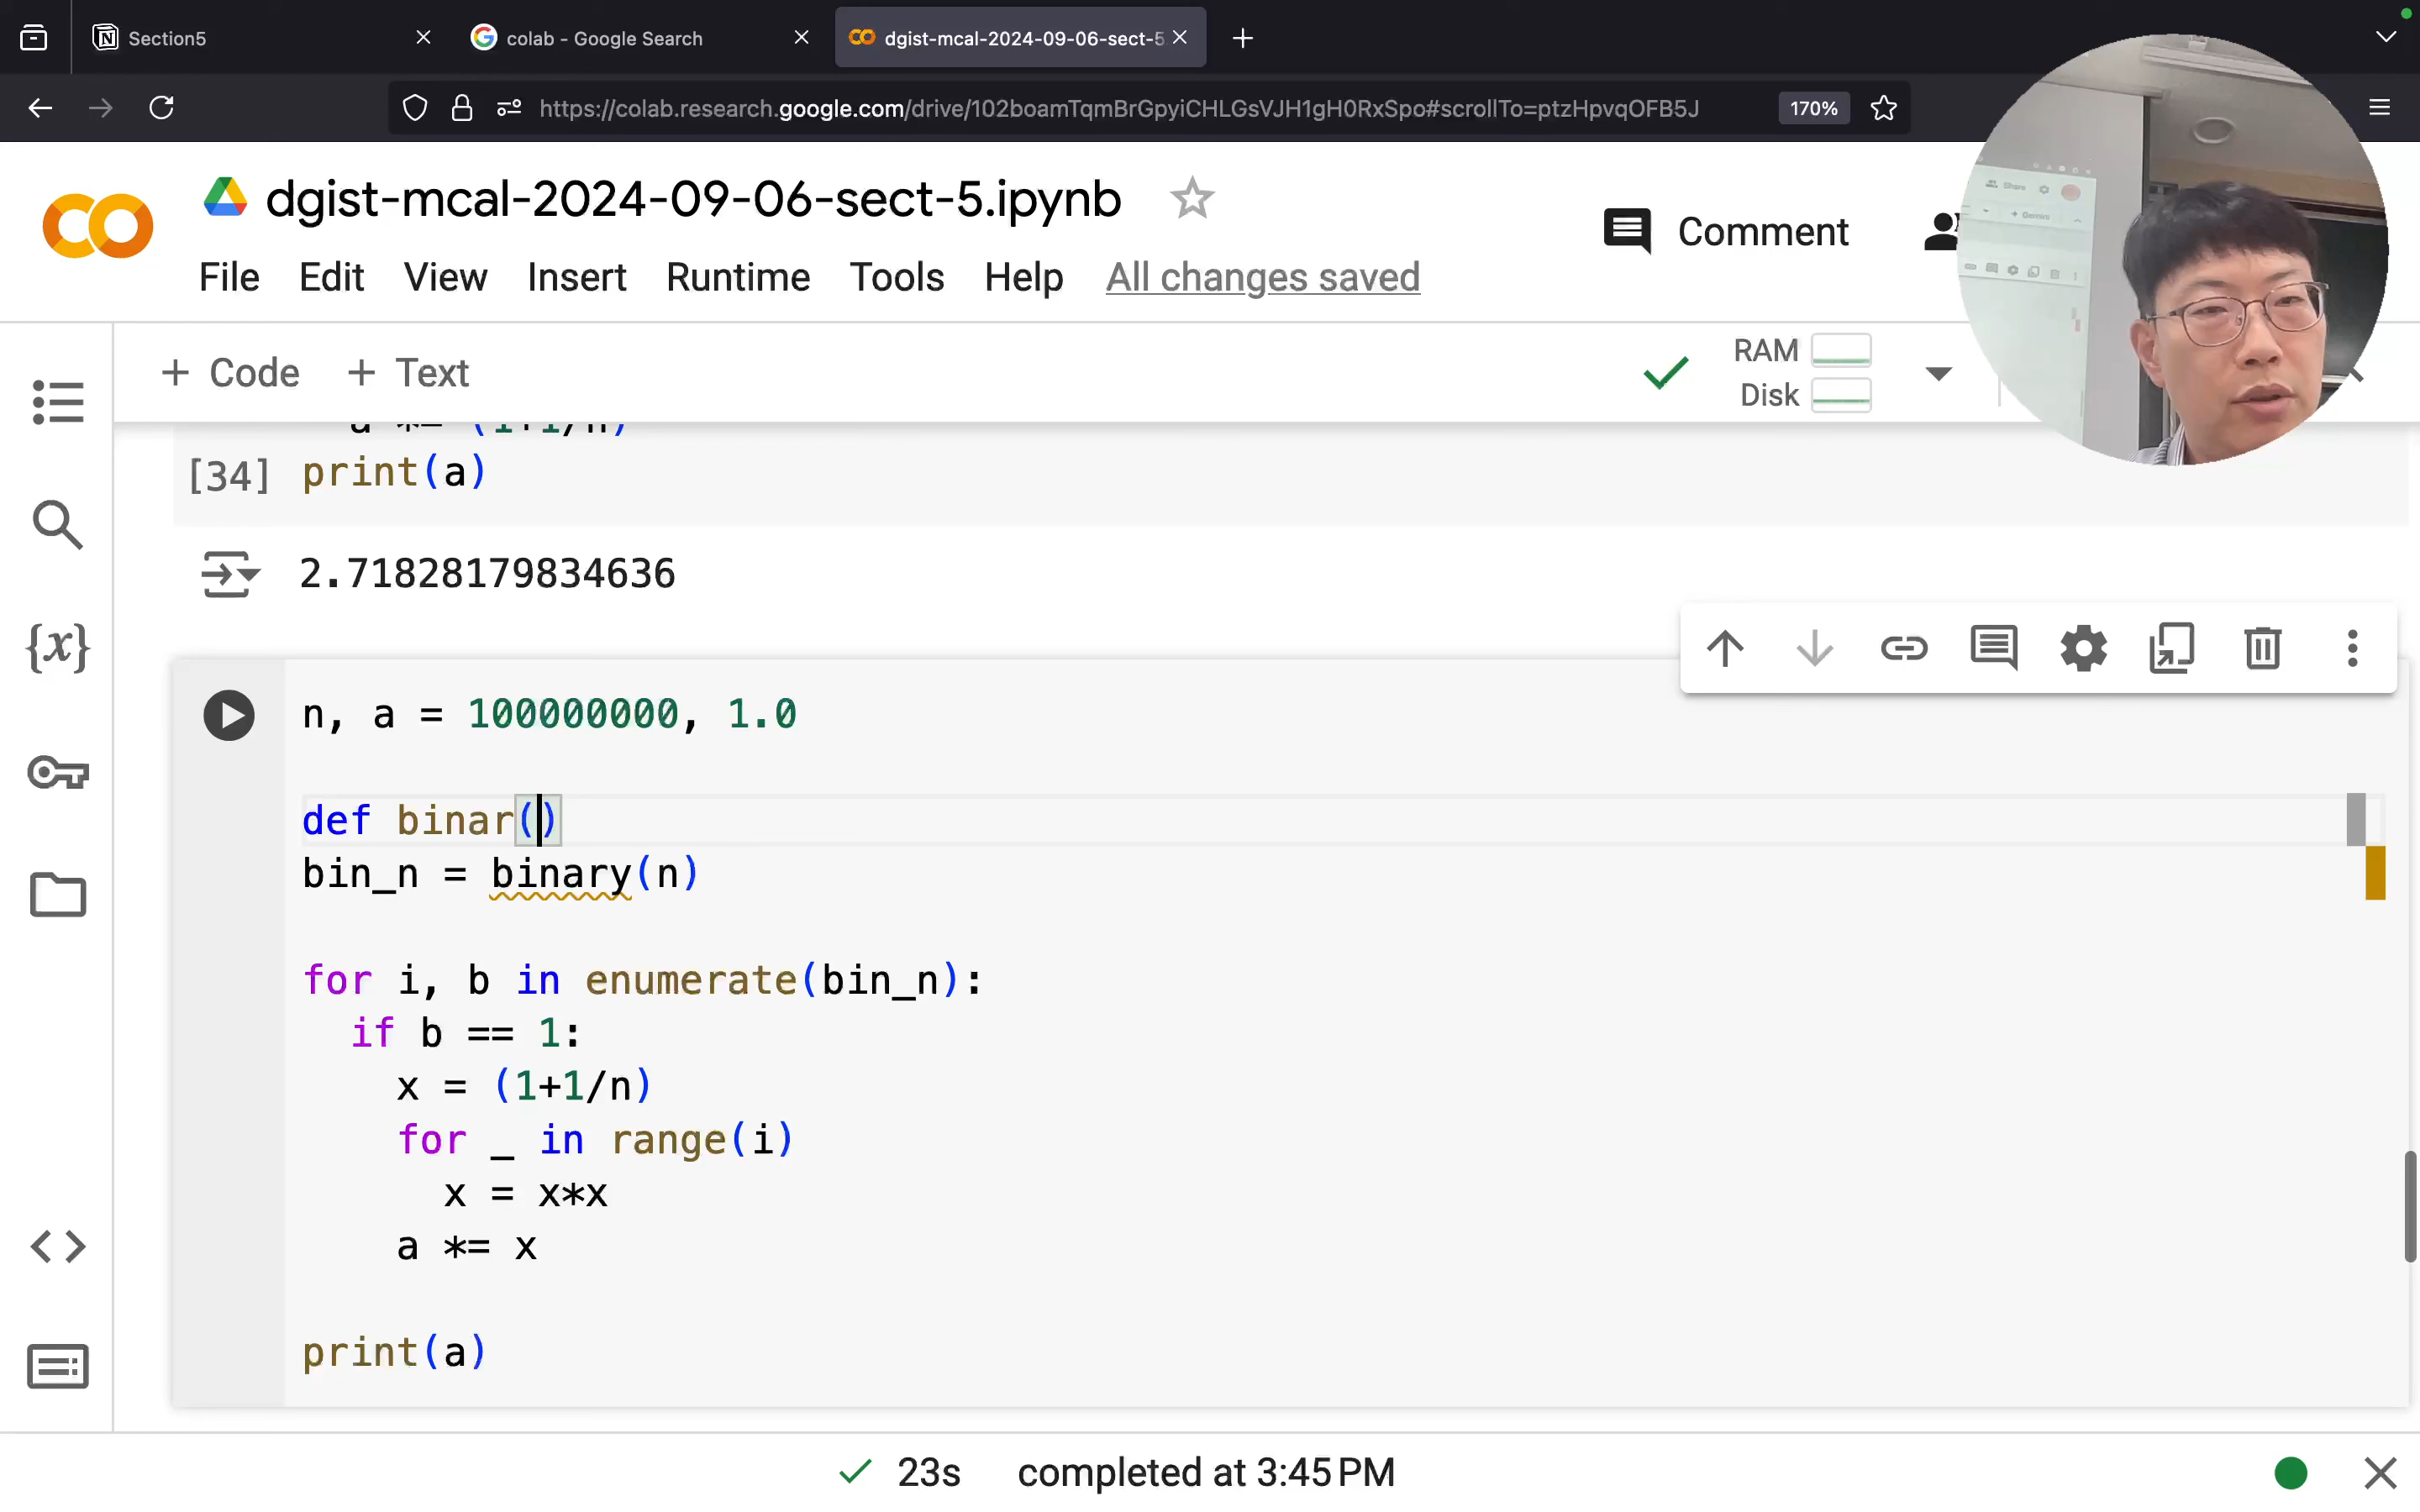 Section5
colab - Google Search
dgist-mcal-2024-09-06-sect-5
https://colab.research.google.com/drive/102boamTqmBrGpyiCHLGsVJH1gH0RxSpo#scrollTo=ptzHpvqOFB5J
170%
dgist-mcal-2024-09-06-sect-5.ipynb
Comment
File Edit View Insert Runtime Tools Help All changes saved
+ Code + Text
RAM
Disk
a *= (1+1/n)
[34] print(a)
2.71828179834636
n, a = 100000000, 1.0
def binar()
bin_n = binary(n)
for i, b in enumerate(bin_n):
if b == 1:
x = (1+1/n)
for _ in range(i)
x = x*x
a *= x
print(a)
23s completed at 3:45 PM